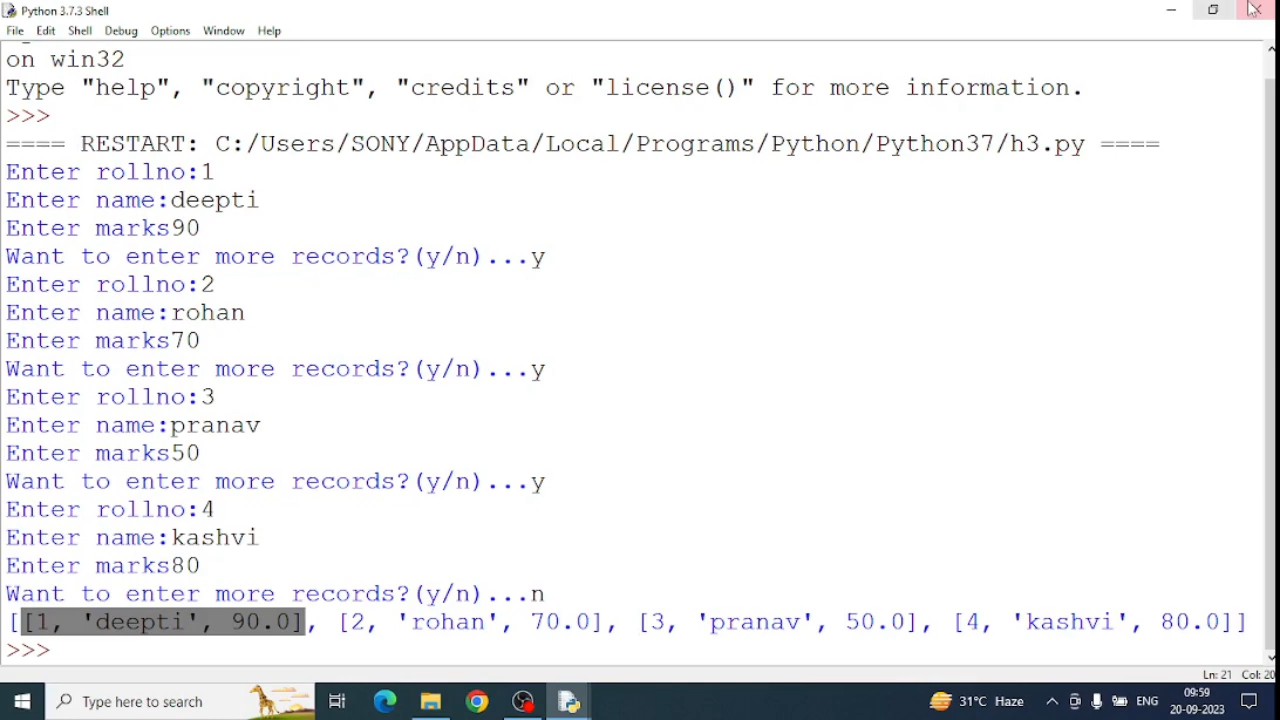 Python 3.7.3 Shell
File Edit Shell Debug Options Window Help
on win32
Type "help", "copyright", "credits" or "license()" for more information.
>>>
==== RESTART: C:/Users/SONY/AppData/Local/Programs/Python/Python37/h3.py ====
Enter rollno:1
Enter name:deepti
Enter marks90
Want to enter more records?(y/n)...y
Enter rollno:2
Enter name:rohan
Enter marks70
Want to enter more records?(y/n)...y
Enter rollno:3
Enter name:pranav
Enter marks50
Want to enter more records?(y/n)...y
Enter rollno:4
Enter name:kashvi
Enter marks80
Want to enter more records?(y/n)...n
[[1, 'deepti', 90.0], [2, 'rohan', 70.0], [3, 'pranav', 50.0], [4, 'kashvi', 80.0]]
>>>
Ln: 21 Col: 20
Type here to search
31°C Haze
ENG
09:59
20-09-2023